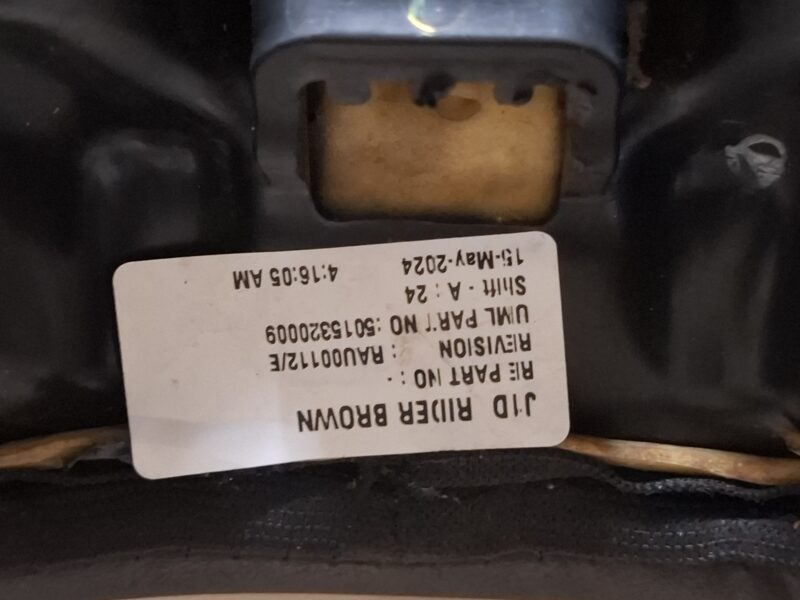 J1D RIDER BROWN
RE PART NO : -
REVISION : RAU00112/E
UML PART NO : 5015320009
Shift - A : 24
15-May-2024 4:16:05 AM